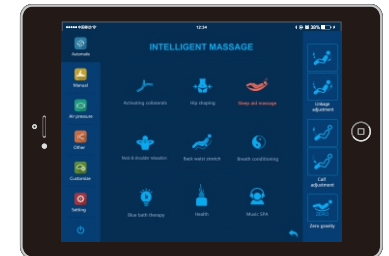 12:34
30%
INTELLIGENT MASSAGE
Automatic
Manual
Air pressure
Other
Customize
Setting
Activating collaterals
Hip shaping
Sleep aid massage
Neck & shoulder relaxation
Back waist stretch
Breath conditioning
Blue bath therapy
Health
Music SPA
Linkage
adjustment
Calf
adjustment
ZERO
Zero gravity